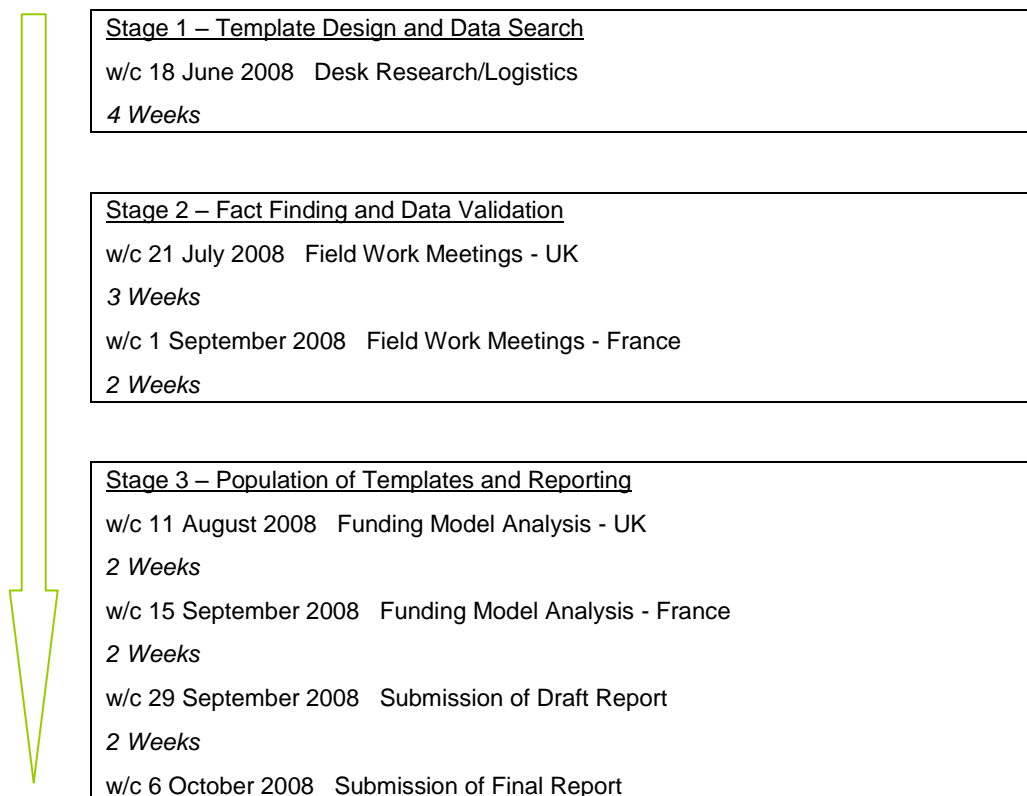 Stage 1 – Template Design and Data Search
w/c 18 June 2008 Desk Research/Logistics
4 Weeks
Stage 2 – Fact Finding and Data Validation
w/c 21 July 2008 Field Work Meetings - UK
3 Weeks
w/c 1 September 2008 Field Work Meetings - France
2 Weeks
Stage 3 – Population of Templates and Reporting
w/c 11 August 2008 Funding Model Analysis - UK
2 Weeks
w/c 15 September 2008 Funding Model Analysis - France
2 Weeks
w/c 29 September 2008 Submission of Draft Report
2 Weeks
w/c 6 October 2008 Submission of Final Report